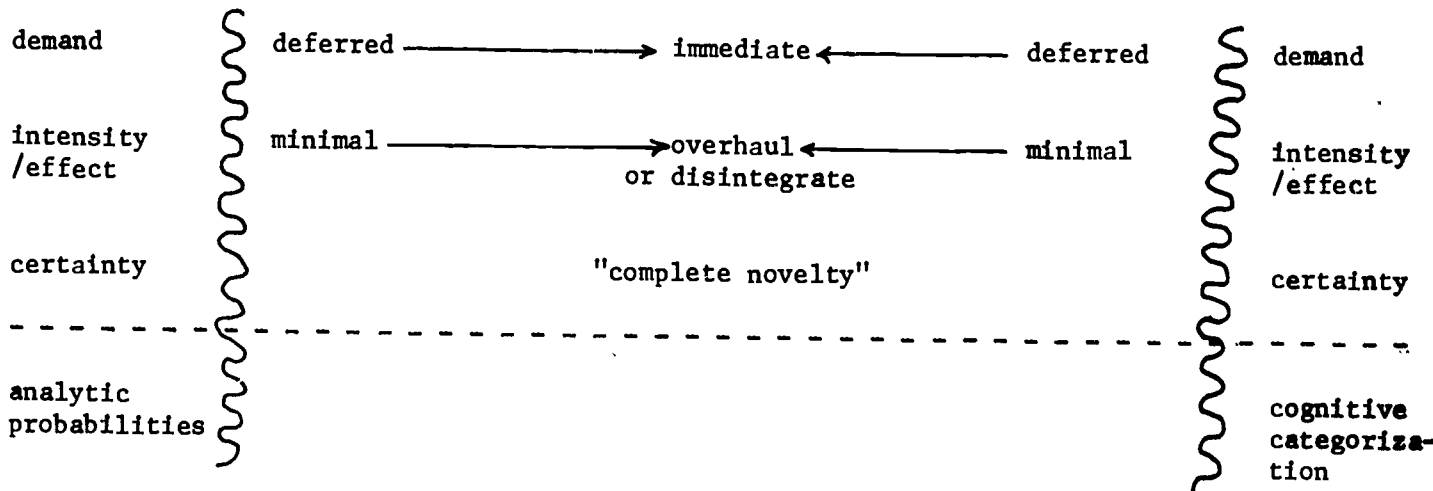 demand deferred immediate deferred demand
intensity minimal overhaul minimal intensity
/effect or disintegrate /effect
certainty "complete novelty" certainty
analytic cognitive
probabilities categoriza-
tion